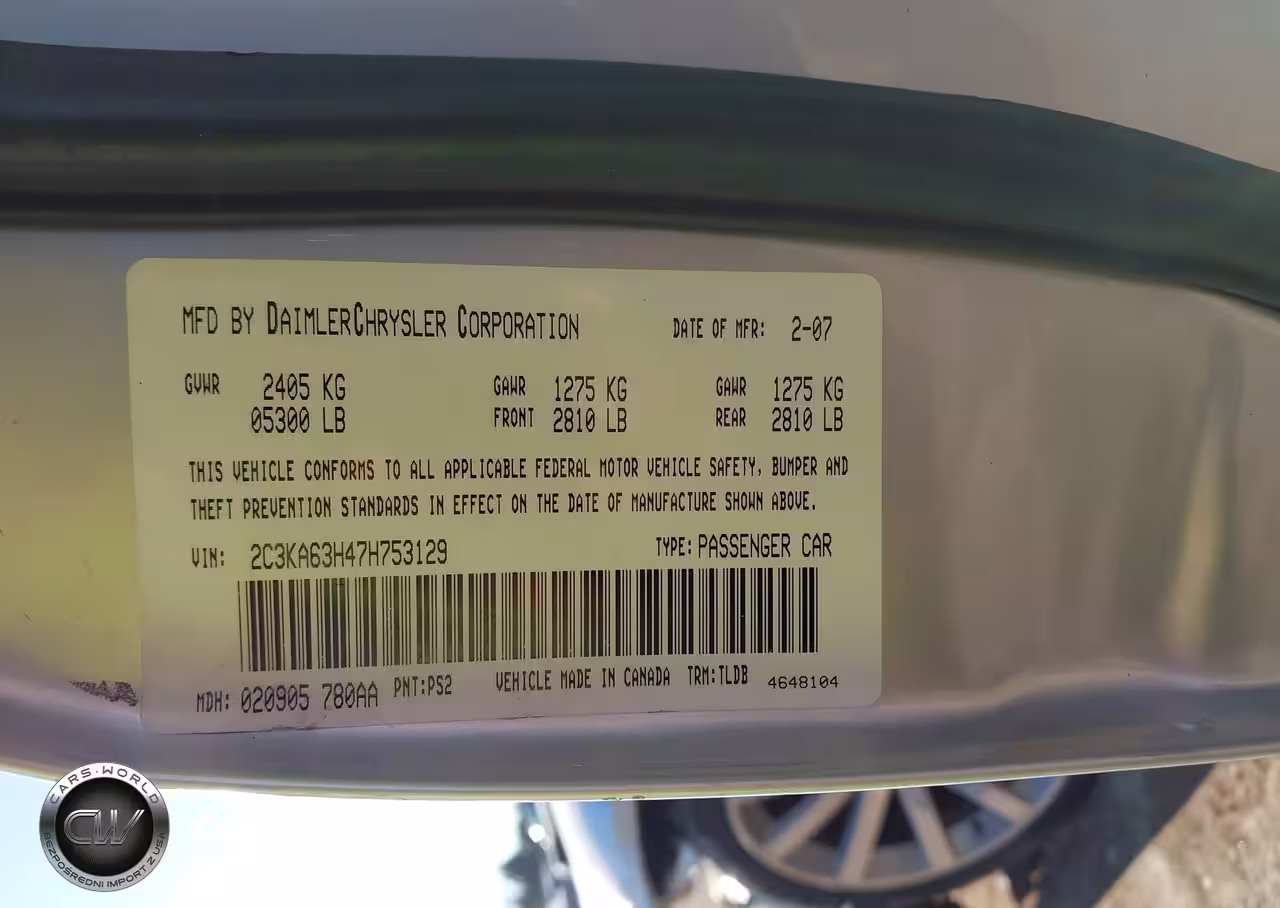 MFD BY DAIMLERCHRYSLER CORPORATION DATE OF MFR: 2-07
GVWR 2405 KG GAWR 1275 KG GAWR 1275 KG
05300 LB FRONT 2810 LB REAR 2810 LB
THIS VEHICLE CONFORMS TO ALL APPLICABLE FEDERAL MOTOR VEHICLE SAFETY, BUMPER AND
THEFT PREVENTION STANDARDS IN EFFECT ON THE DATE OF MANUFACTURE SHOWN ABOVE.
VIN: 2C3KA63H47H753129 TYPE: PASSENGER CAR
MDH: 020905 780AA PNT:PS2 VEHICLE MADE IN CANADA TRM:TLDB 4648104
CARS-WORLD
CW
BEZPOŚREDNI IMPORT Z USA